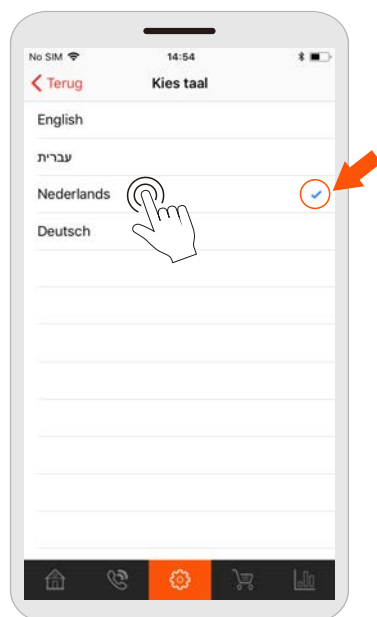 No SIM 14:54
Terug Kies taal
English
עברית
Nederlands
Deutsch